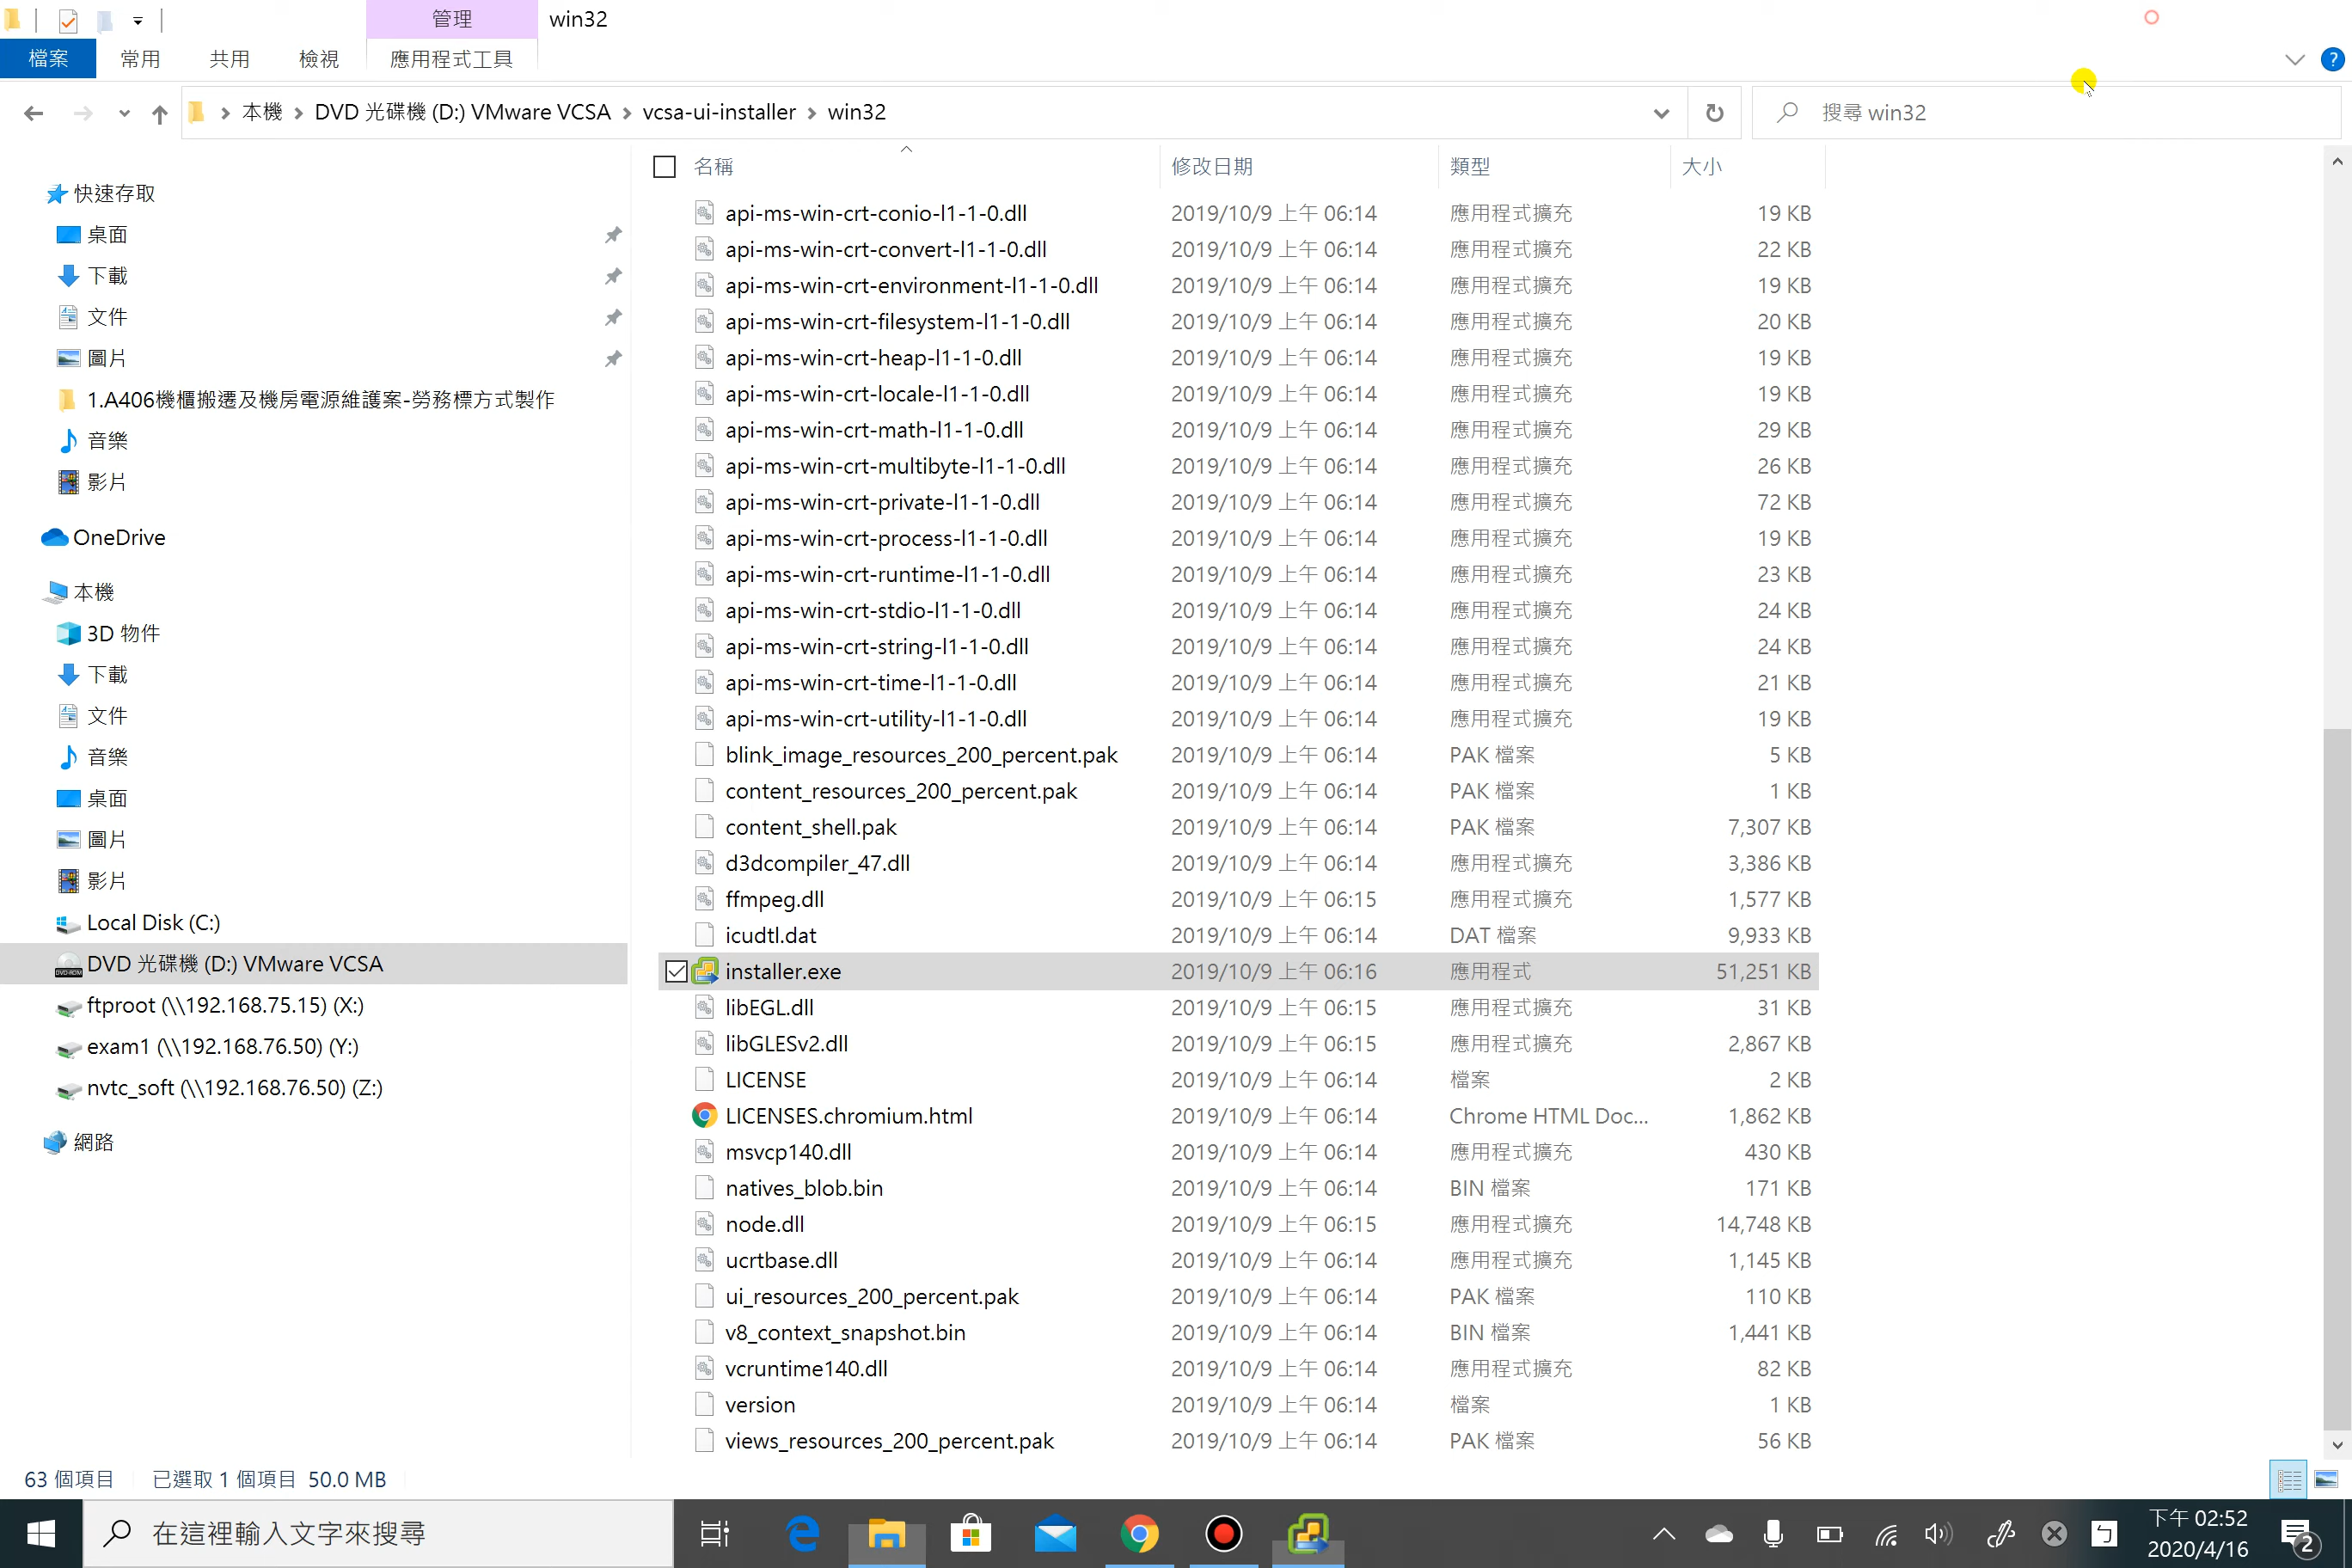 管理
win32
檔案
常用
共用
檢視
應用程式工具
本機
DVD 光碟機 (D:) VMware VCSA
vcsa-ui-installer
win32
搜尋 win32
快速存取
桌面
下載
文件
圖片
1.A406機櫃搬遷及機房電源維護案-勞務標方式製作
音樂
影片
OneDrive
本機
3D 物件
下載
文件
音樂
桌面
圖片
影片
Local Disk (C:)
DVD 光碟機 (D:) VMware VCSA
ftproot (\\192.168.75.15) (X:)
exam1 (\\192.168.76.50) (Y:)
nvtc_soft (\\192.168.76.50) (Z:)
網路
名稱 修改日期 類型 大小
api-ms-win-crt-conio-l1-1-0.dll 2019/10/9 上午 06:14 應用程式擴充 19 KB
api-ms-win-crt-convert-l1-1-0.dll 2019/10/9 上午 06:14 應用程式擴充 22 KB
api-ms-win-crt-environment-l1-1-0.dll 2019/10/9 上午 06:14 應用程式擴充 19 KB
api-ms-win-crt-filesystem-l1-1-0.dll 2019/10/9 上午 06:14 應用程式擴充 20 KB
api-ms-win-crt-heap-l1-1-0.dll 2019/10/9 上午 06:14 應用程式擴充 19 KB
api-ms-win-crt-locale-l1-1-0.dll 2019/10/9 上午 06:14 應用程式擴充 19 KB
api-ms-win-crt-math-l1-1-0.dll 2019/10/9 上午 06:14 應用程式擴充 29 KB
api-ms-win-crt-multibyte-l1-1-0.dll 2019/10/9 上午 06:14 應用程式擴充 26 KB
api-ms-win-crt-private-l1-1-0.dll 2019/10/9 上午 06:14 應用程式擴充 72 KB
api-ms-win-crt-process-l1-1-0.dll 2019/10/9 上午 06:14 應用程式擴充 19 KB
api-ms-win-crt-runtime-l1-1-0.dll 2019/10/9 上午 06:14 應用程式擴充 23 KB
api-ms-win-crt-stdio-l1-1-0.dll 2019/10/9 上午 06:14 應用程式擴充 24 KB
api-ms-win-crt-string-l1-1-0.dll 2019/10/9 上午 06:14 應用程式擴充 24 KB
api-ms-win-crt-time-l1-1-0.dll 2019/10/9 上午 06:14 應用程式擴充 21 KB
api-ms-win-crt-utility-l1-1-0.dll 2019/10/9 上午 06:14 應用程式擴充 19 KB
blink_image_resources_200_percent.pak 2019/10/9 上午 06:14 PAK 檔案 5 KB
content_resources_200_percent.pak 2019/10/9 上午 06:14 PAK 檔案 1 KB
content_shell.pak 2019/10/9 上午 06:14 PAK 檔案 7,307 KB
d3dcompiler_47.dll 2019/10/9 上午 06:14 應用程式擴充 3,386 KB
ffmpeg.dll 2019/10/9 上午 06:15 應用程式擴充 1,577 KB
icudtl.dat 2019/10/9 上午 06:14 DAT 檔案 9,933 KB
installer.exe 2019/10/9 上午 06:16 應用程式 51,251 KB
libEGL.dll 2019/10/9 上午 06:15 應用程式擴充 31 KB
libGLESv2.dll 2019/10/9 上午 06:15 應用程式擴充 2,867 KB
LICENSE 2019/10/9 上午 06:14 檔案 2 KB
LICENSES.chromium.html 2019/10/9 上午 06:14 Chrome HTML Doc... 1,862 KB
msvcp140.dll 2019/10/9 上午 06:14 應用程式擴充 430 KB
natives_blob.bin 2019/10/9 上午 06:14 BIN 檔案 171 KB
node.dll 2019/10/9 上午 06:15 應用程式擴充 14,748 KB
ucrtbase.dll 2019/10/9 上午 06:14 應用程式擴充 1,145 KB
ui_resources_200_percent.pak 2019/10/9 上午 06:14 PAK 檔案 110 KB
v8_context_snapshot.bin 2019/10/9 上午 06:14 BIN 檔案 1,441 KB
vcruntime140.dll 2019/10/9 上午 06:14 應用程式擴充 82 KB
version 2019/10/9 上午 06:14 檔案 1 KB
views_resources_200_percent.pak 2019/10/9 上午 06:14 PAK 檔案 56 KB
63 個項目 已選取 1 個項目 50.0 MB
在這裡輸入文字來搜尋
ㄅ
下午 02:52
2020/4/16
2